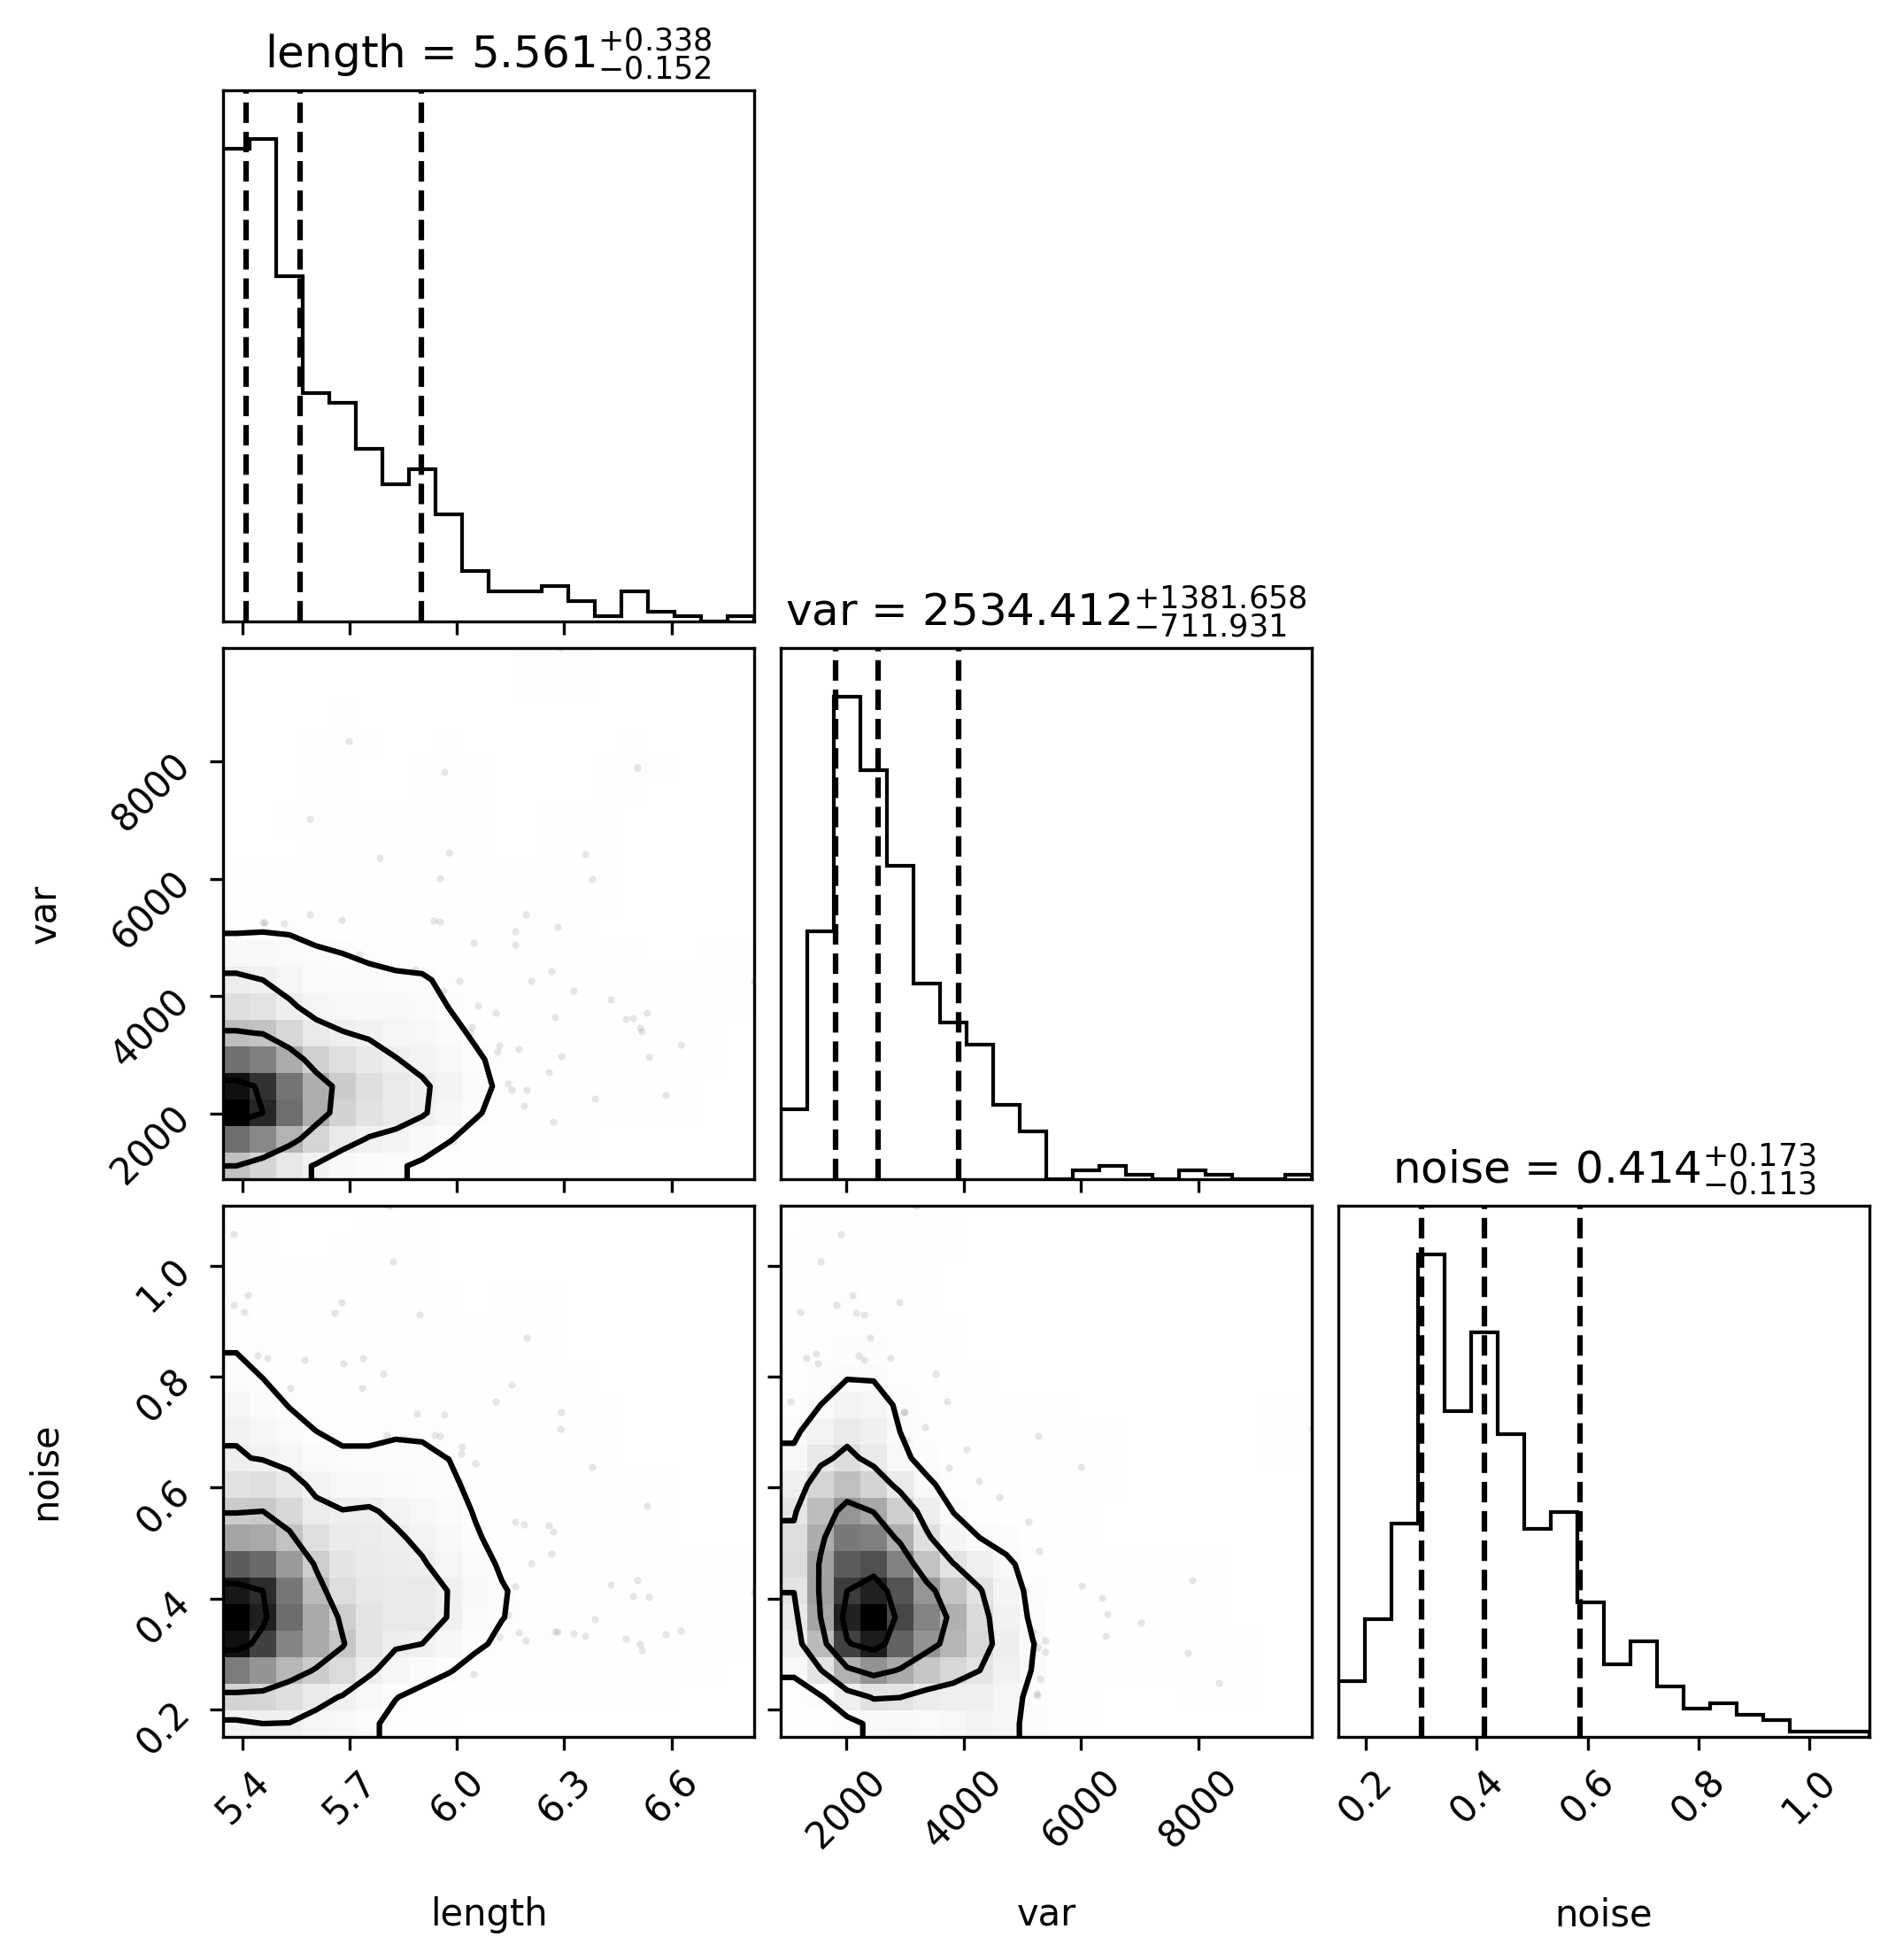 length = 5.561+0.338−0.152
var = 2534.412+1381.658−711.931
8000
6000
4000
2000
var
noise = 0.414+0.173−0.113
1.0
0.8
0.6
0.4
0.2
noise
5.4 5.7 6.0 6.3 6.6
2000 4000 6000 8000
0.2 0.4 0.6 0.8 1.0
length
var
noise